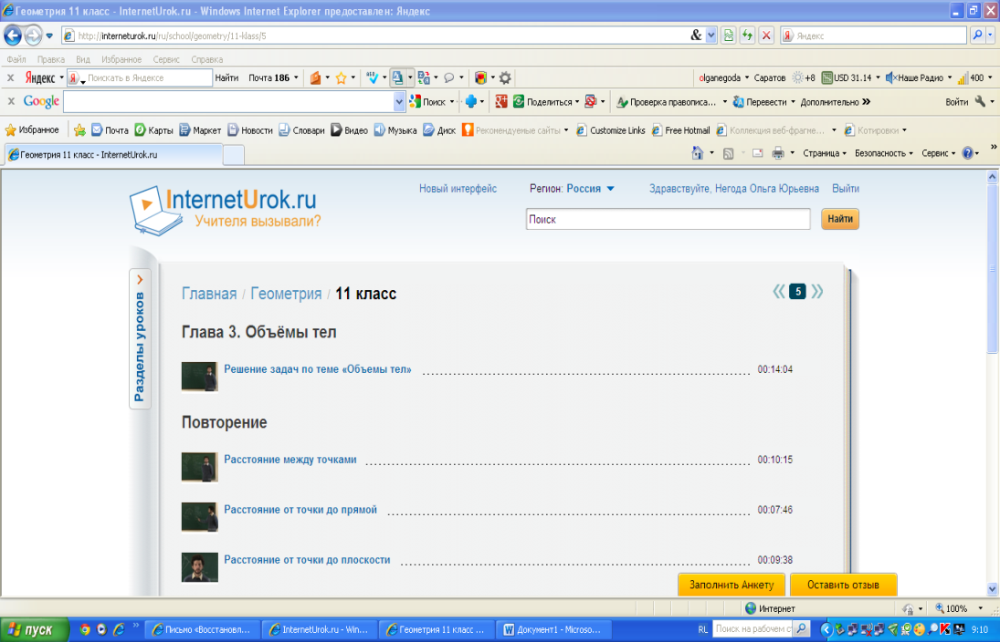 Геометрия 11 класс - InternetUrok.ru - Windows Internet Explorer предоставлен: Яндекс
http://interneturok.ru/ru/school/geometry/11-klass/5
Яндекс
Файл Правка Вид Избранное Сервис Справка
x Яндекс Поискать в Яндексе Найти Почта 186 olganegoda Саратов +8 USD 31.14 Наше Радио 400
x Google Поиск Поделиться Проверка правописа... Перевести Дополнительно Войти
Избранное Почта Карты Маркет Новости Словари Видео Музыка Диск Рекомендуемые сайты Customize Links Free Hotmail Коллекция веб-фрагме... Котировки
Геометрия 11 класс - InternetUrok.ru Страница Безопасность Сервис
InternetUrok.ru
Учителя вызывали?
Новый интерфейс Регион: Россия Здравствуйте, Негода Ольга Юрьевна Выйти
Поиск Найти
Разделы уроков
Главная / Геометрия / 11 класс 5
Глава 3. Объёмы тел
Решение задач по теме «Объемы тел» 00:14:04
Повторение
Расстояние между точками 00:10:15
Расстояние от точки до прямой 00:07:46
Расстояние от точки до плоскости 00:09:38
Заполнить Анкету Оставить отзыв
Интернет 100%
пуск Письмо «Восстановл... InternetUrok.ru - Win... Геометрия 11 класс ... Документ1 - Microso... RL Поиск на рабочем с 9:10